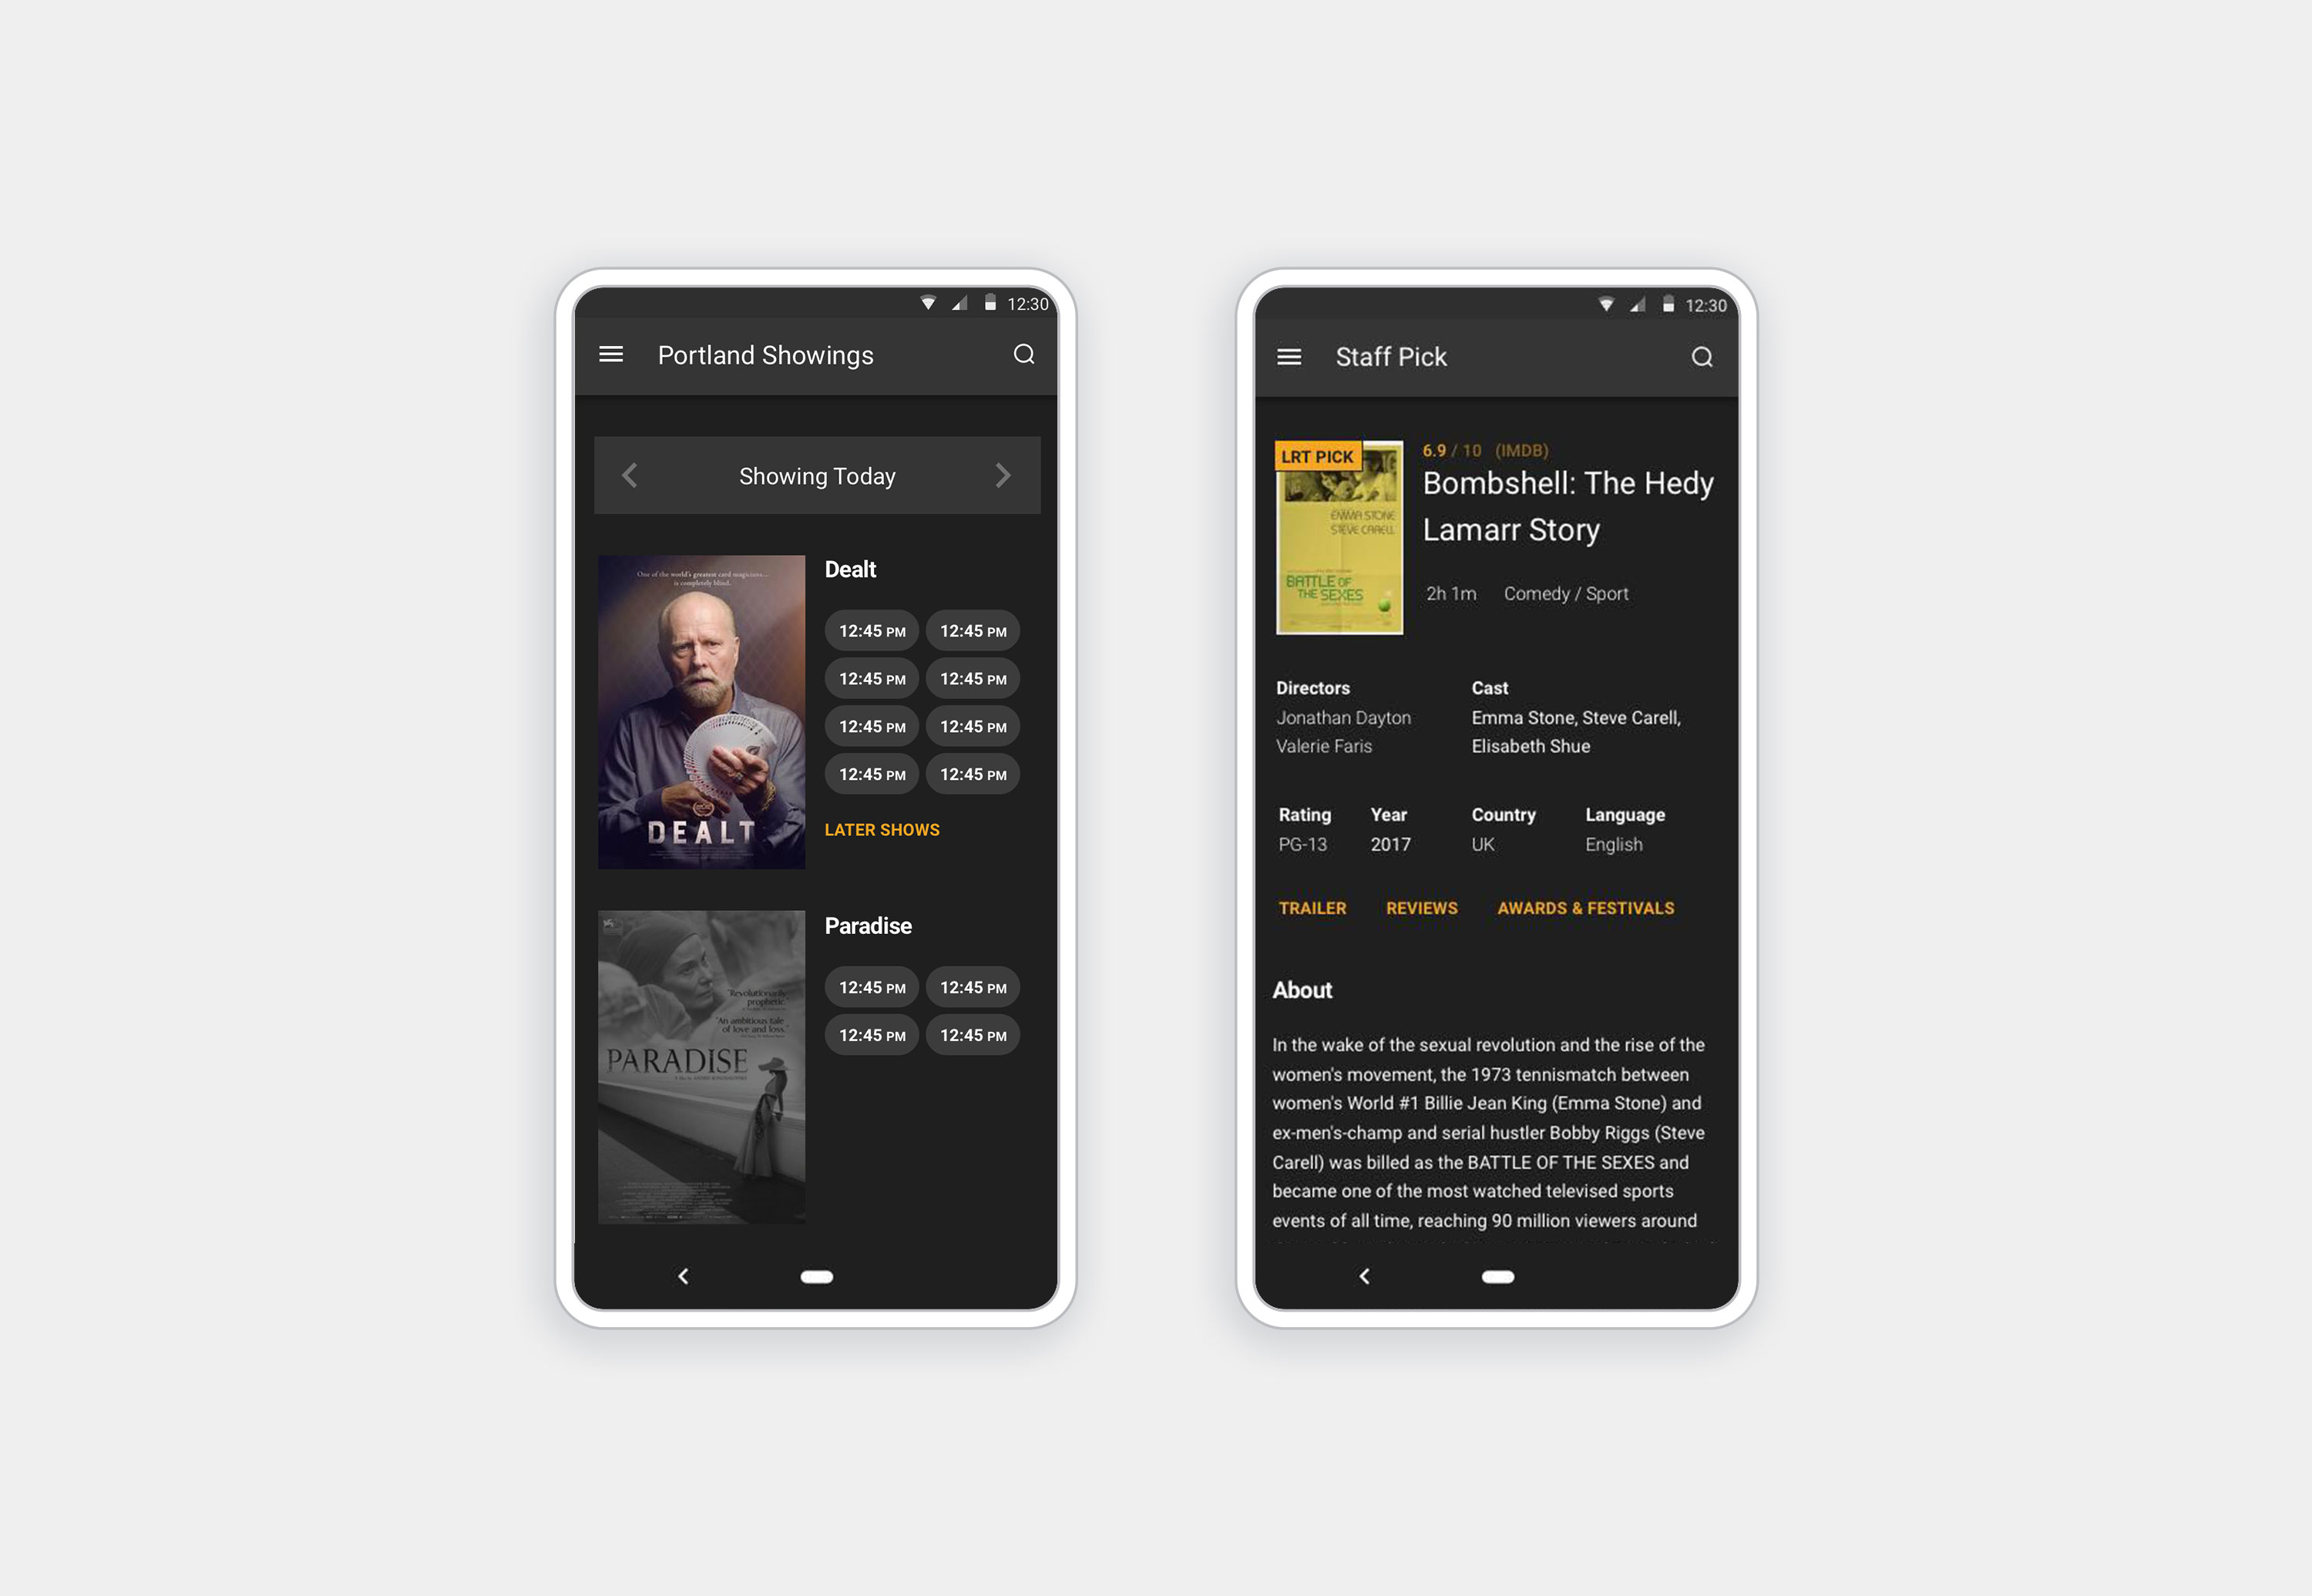 12:30
Portland Showings
Showing Today
One of the world's greatest card magicians...
is completely blind.
DEALT
Dealt
12:45 PM 12:45 PM
12:45 PM 12:45 PM
12:45 PM 12:45 PM
12:45 PM 12:45 PM
LATER SHOWS
"Revolutionarily
prophetic."
"An ambitious tale
of love and loss."
PARADISE
Paradise
12:45 PM 12:45 PM
12:45 PM 12:45 PM
12:30
Staff Pick
LRT PICK
EMMA STONE
STEVE CARELL
BATTLE OF
THE SEXES
6.9 / 10 (IMDB)
Bombshell: The Hedy
Lamarr Story
2h 1m Comedy / Sport
Directors
Jonathan Dayton
Valerie Faris
Cast
Emma Stone, Steve Carell,
Elisabeth Shue
Rating Year Country Language
PG-13 2017 UK English
TRAILER REVIEWS AWARDS & FESTIVALS
About
In the wake of the sexual revolution and the rise of the
women's movement, the 1973 tennismatch between
women's World #1 Billie Jean King (Emma Stone) and
ex-men's-champ and serial hustler Bobby Riggs (Steve
Carell) was billed as the BATTLE OF THE SEXES and
became one of the most watched televised sports
events of all time, reaching 90 million viewers around